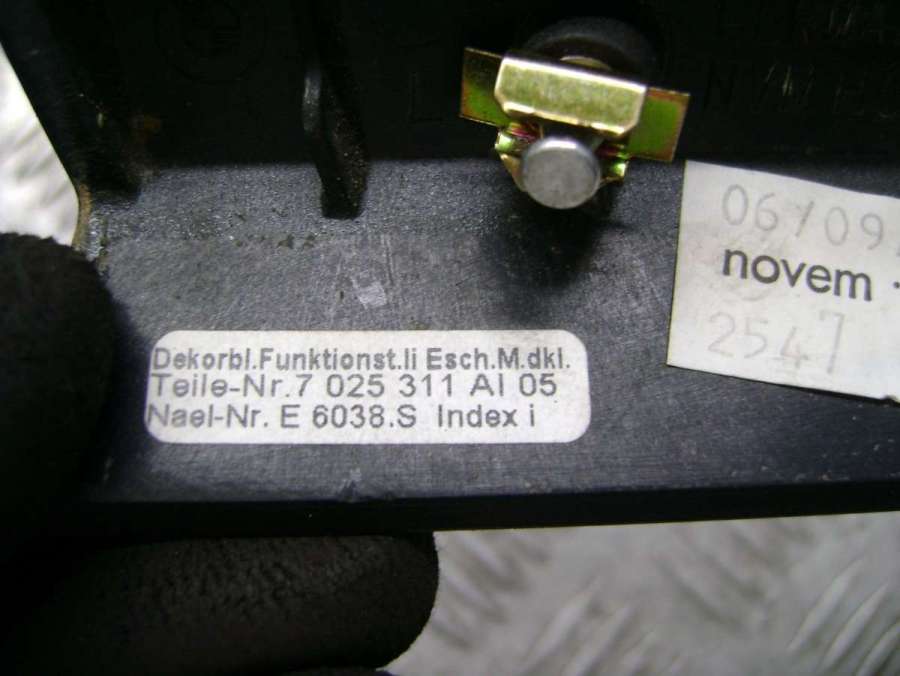 Dekorbl.Funktionst.li Esch.M.dkl.
Teile-Nr.7 025 311 AI 05
Nael-Nr. E 6038.S Index i
06/09
novem
2547